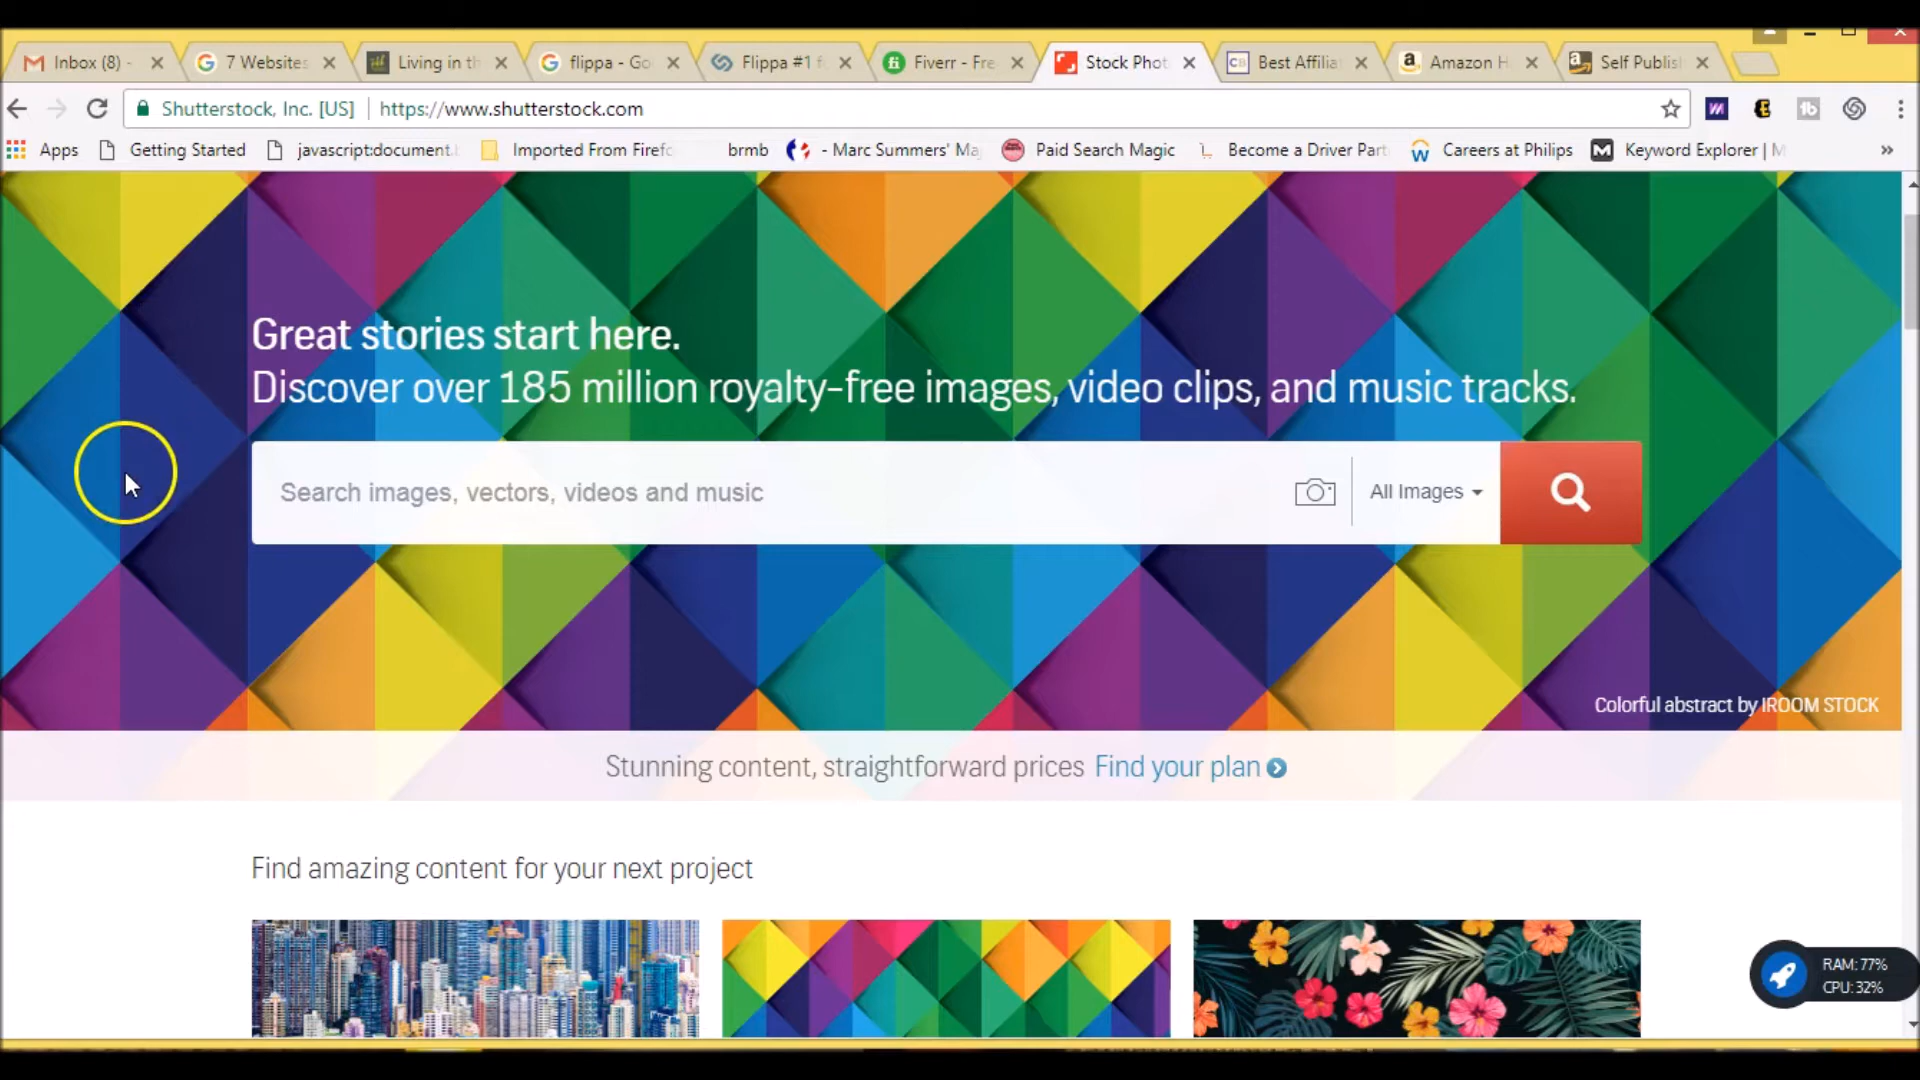 Inbox (8) -
7 Websites
Living in th
flippa - Go
Flippa #1 f
Fiverr - Fre
Stock Phot
Best Affilia
Amazon H
Self Publis
Shutterstock, Inc. [US]
https://www.shutterstock.com
Apps
Getting Started
javascript:document.
Imported From Firefo
brmb
- Marc Summers' Ma
Paid Search Magic
Become a Driver Part
Careers at Philips
Keyword Explorer | M
»
Great stories start here.
Discover over 185 million royalty-free images, video clips, and music tracks.
Search images, vectors, videos and music
All Images
Colorful abstract by IROOM STOCK
Stunning content, straightforward prices Find your plan
Find amazing content for your next project
RAM: 77%
CPU: 32%